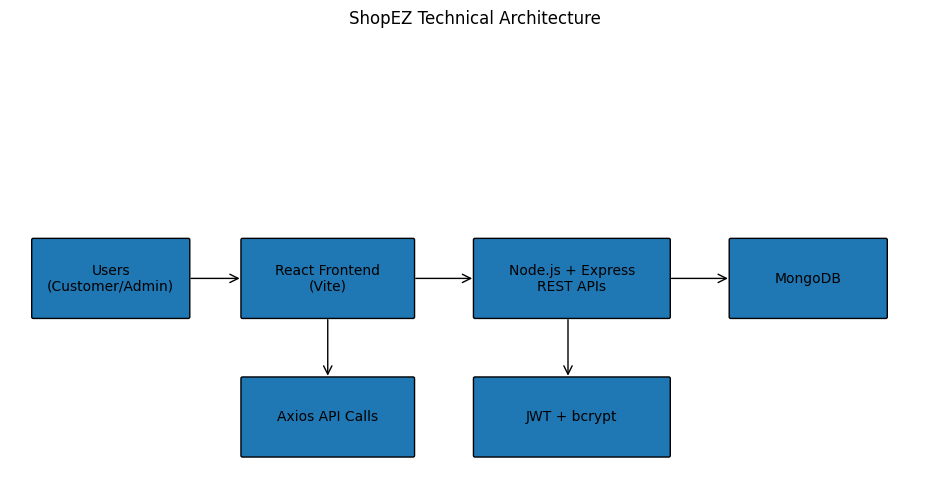 ShopEZ Technical Architecture
Users
(Customer/Admin)
React Frontend
(Vite)
Node.js + Express
REST APIs
MongoDB
Axios API Calls
JWT + bcrypt